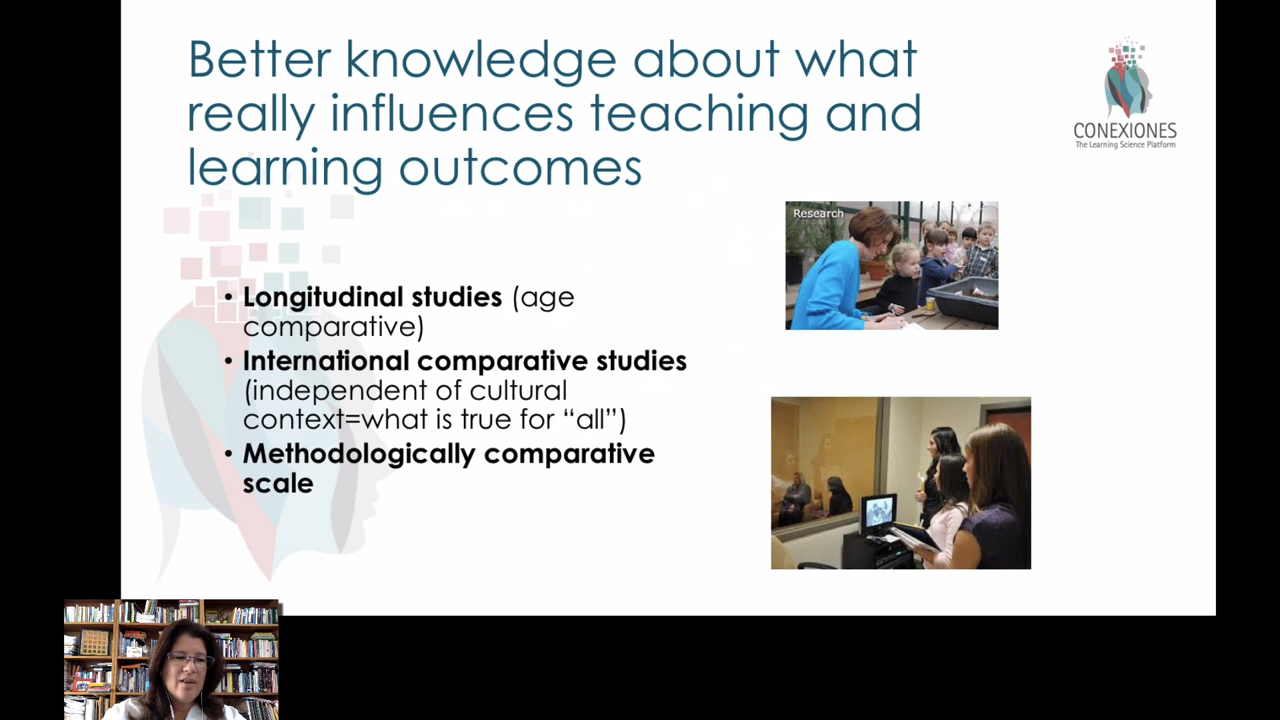 Better knowledge about what
really influences teaching and
learning outcomes
CONEXIONES
The Learning Science Platform
Research
• Longitudinal studies (age
comparative)
• International comparative studies
(independent of cultural
context=what is true for “all”)
• Methodologically comparative
scale